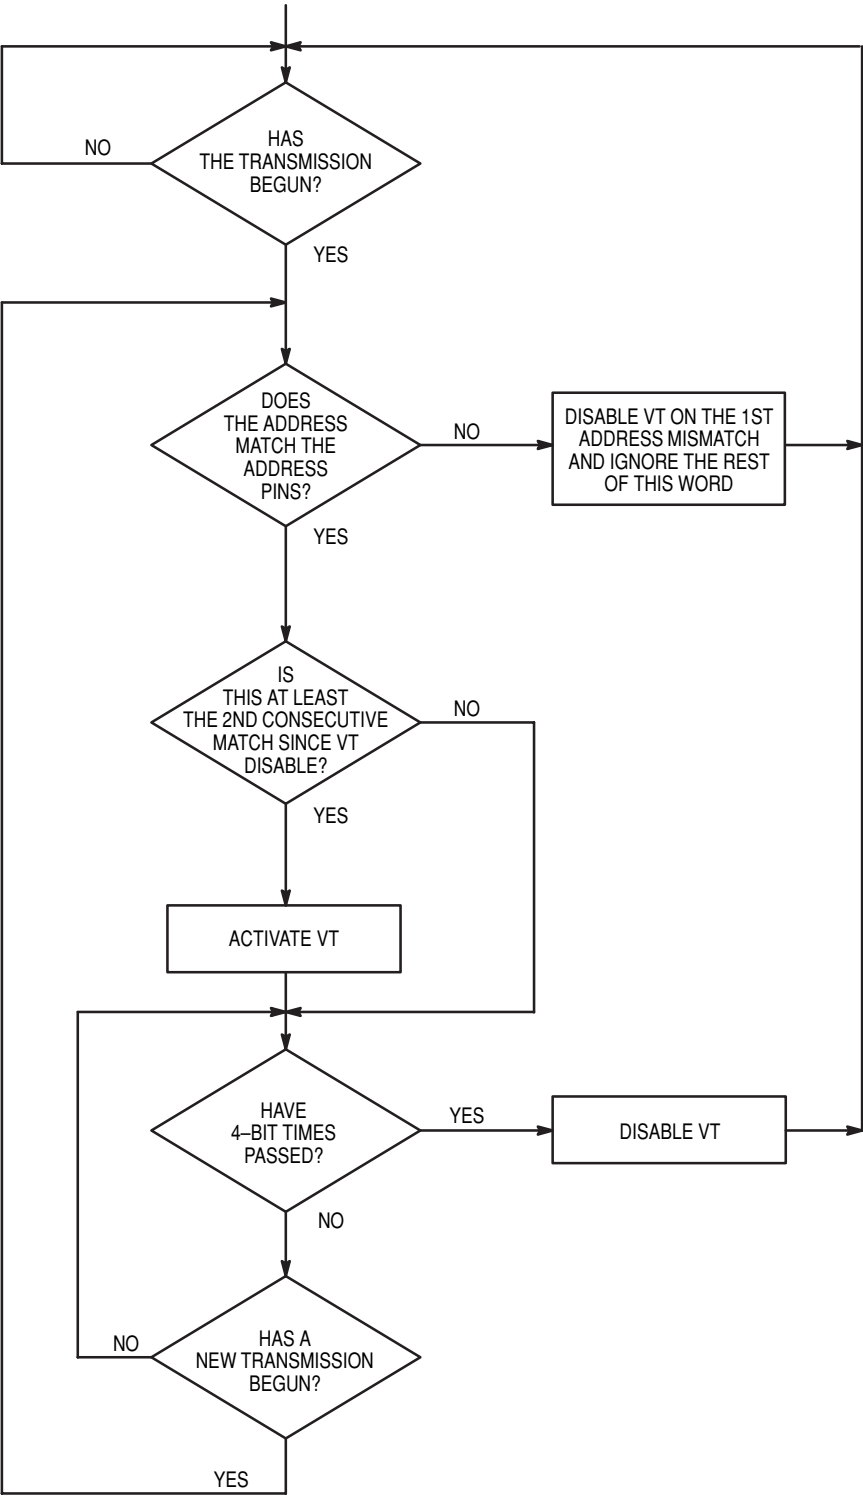 HAS
THE TRANSMISSION
BEGUN?
NO
YES
DOES
THE ADDRESS
MATCH THE
ADDRESS
PINS?
NO
DISABLE VT ON THE 1ST
ADDRESS MISMATCH
AND IGNORE THE REST
OF THIS WORD
YES
IS
THIS AT LEAST
THE 2ND CONSECUTIVE
MATCH SINCE VT
DISABLE?
NO
YES
ACTIVATE VT
HAVE
4–BIT TIMES
PASSED?
YES
DISABLE VT
NO
HAS A
NEW TRANSMISSION
BEGUN?
NO
YES